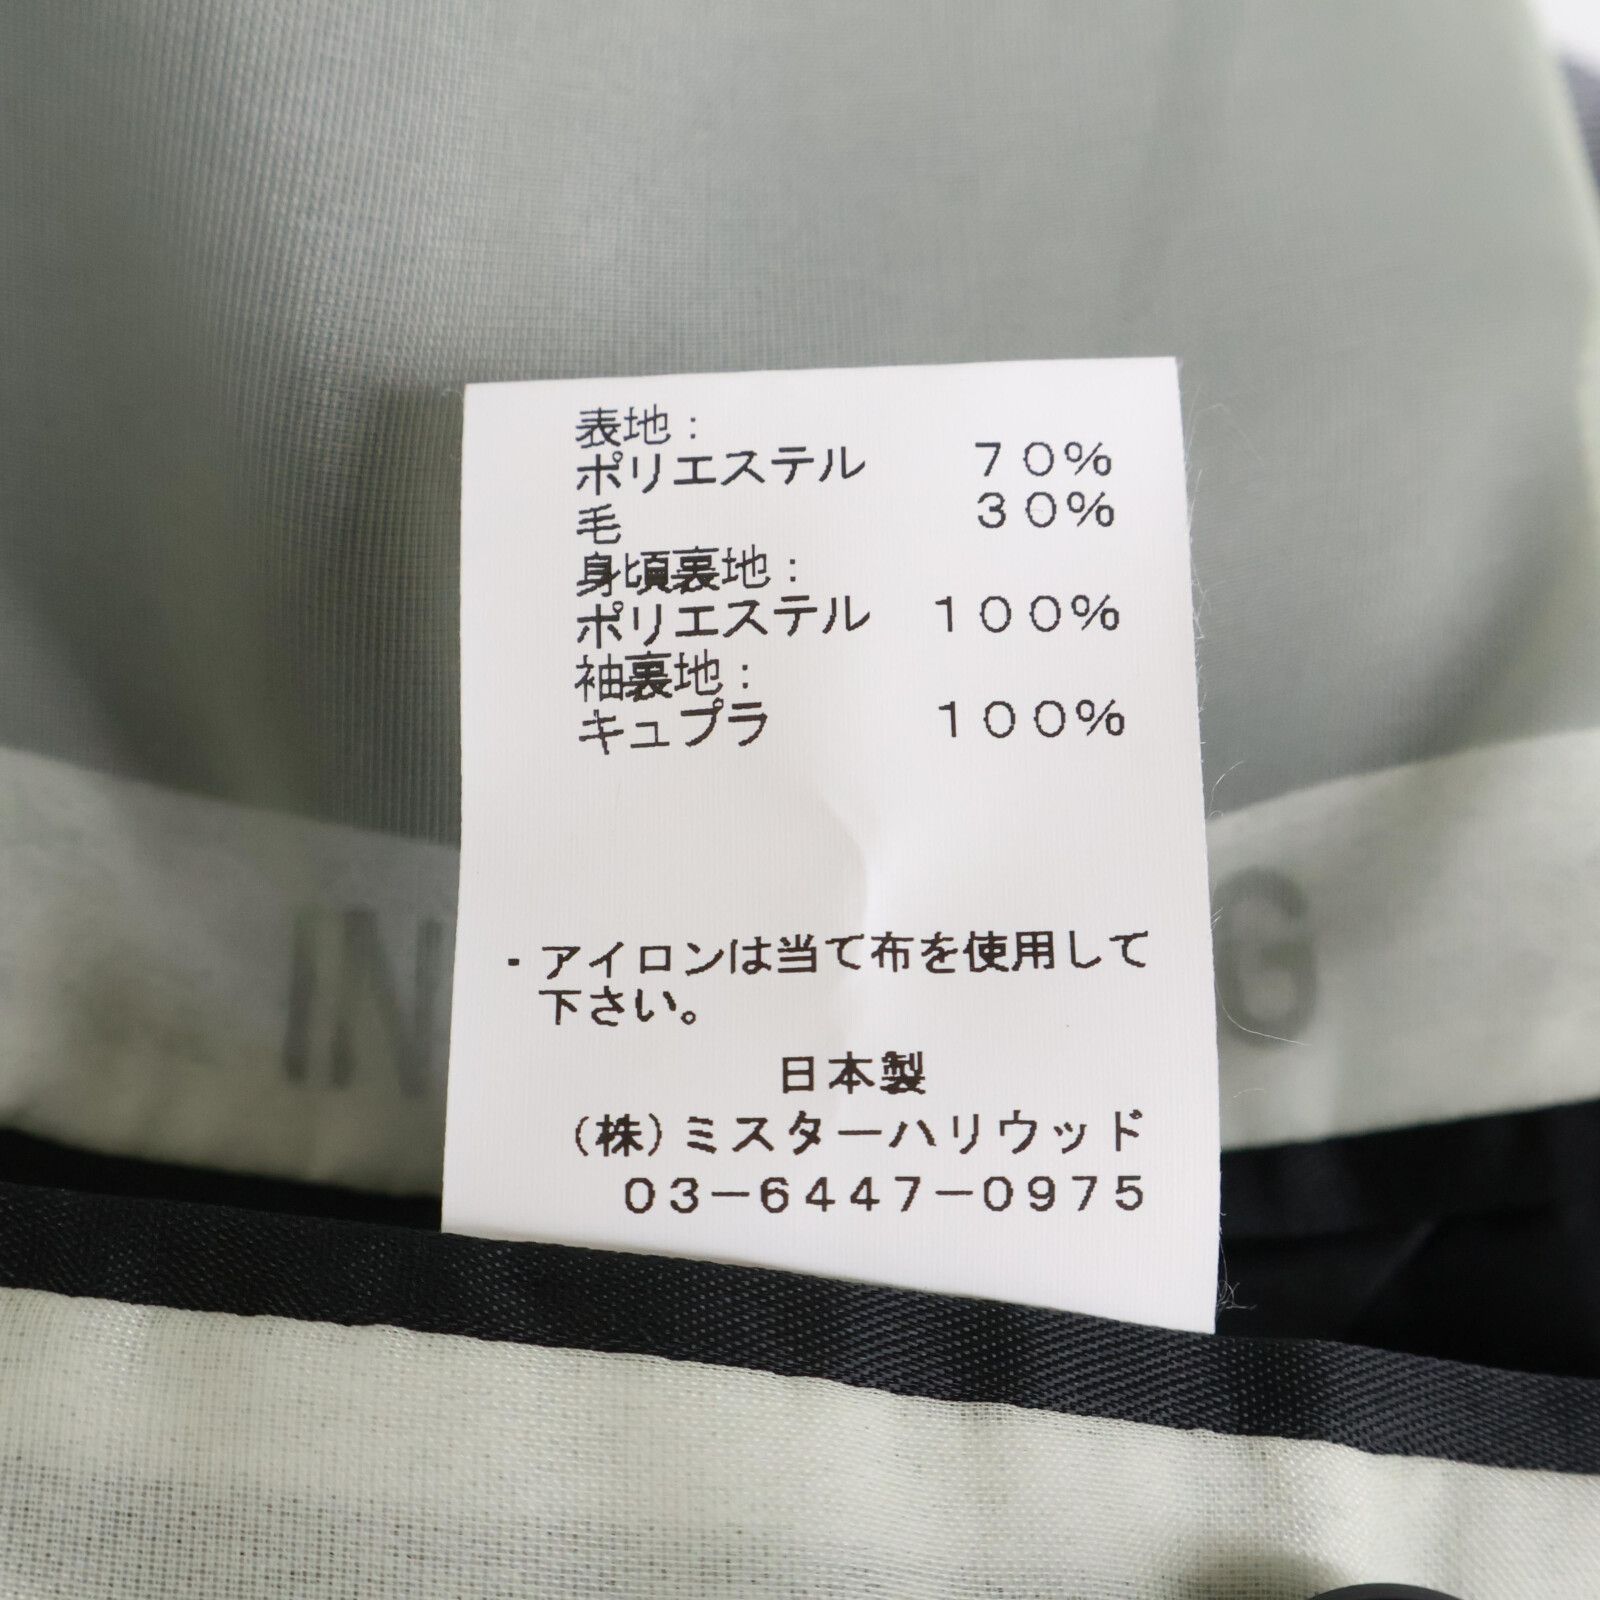 表地:
ポリエステル 70%
毛 30%
身頃裏地:
ポリエステル 100%
袖裏地:
キュプラ 100%
・アイロンは当て布を使用して
下さい。
日本製
(株)ミスターハリウッド
03-6447-0975